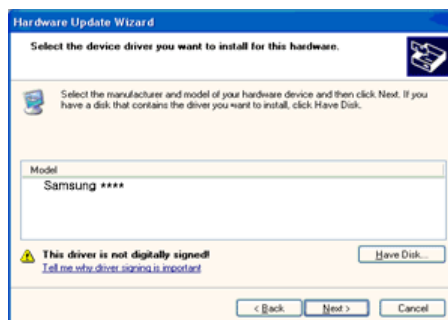 Hardware Update Wizard
Select the device driver you want to install for this hardware.
Select the manufacturer and model of your hardware device and then click Next. If you
have a disk that contains the driver you want to install, click Have Disk.
Model
Samsung ****
This driver is not digitally signed!
Tell me why driver signing is important
Have Disk...
< Back
Next >
Cancel